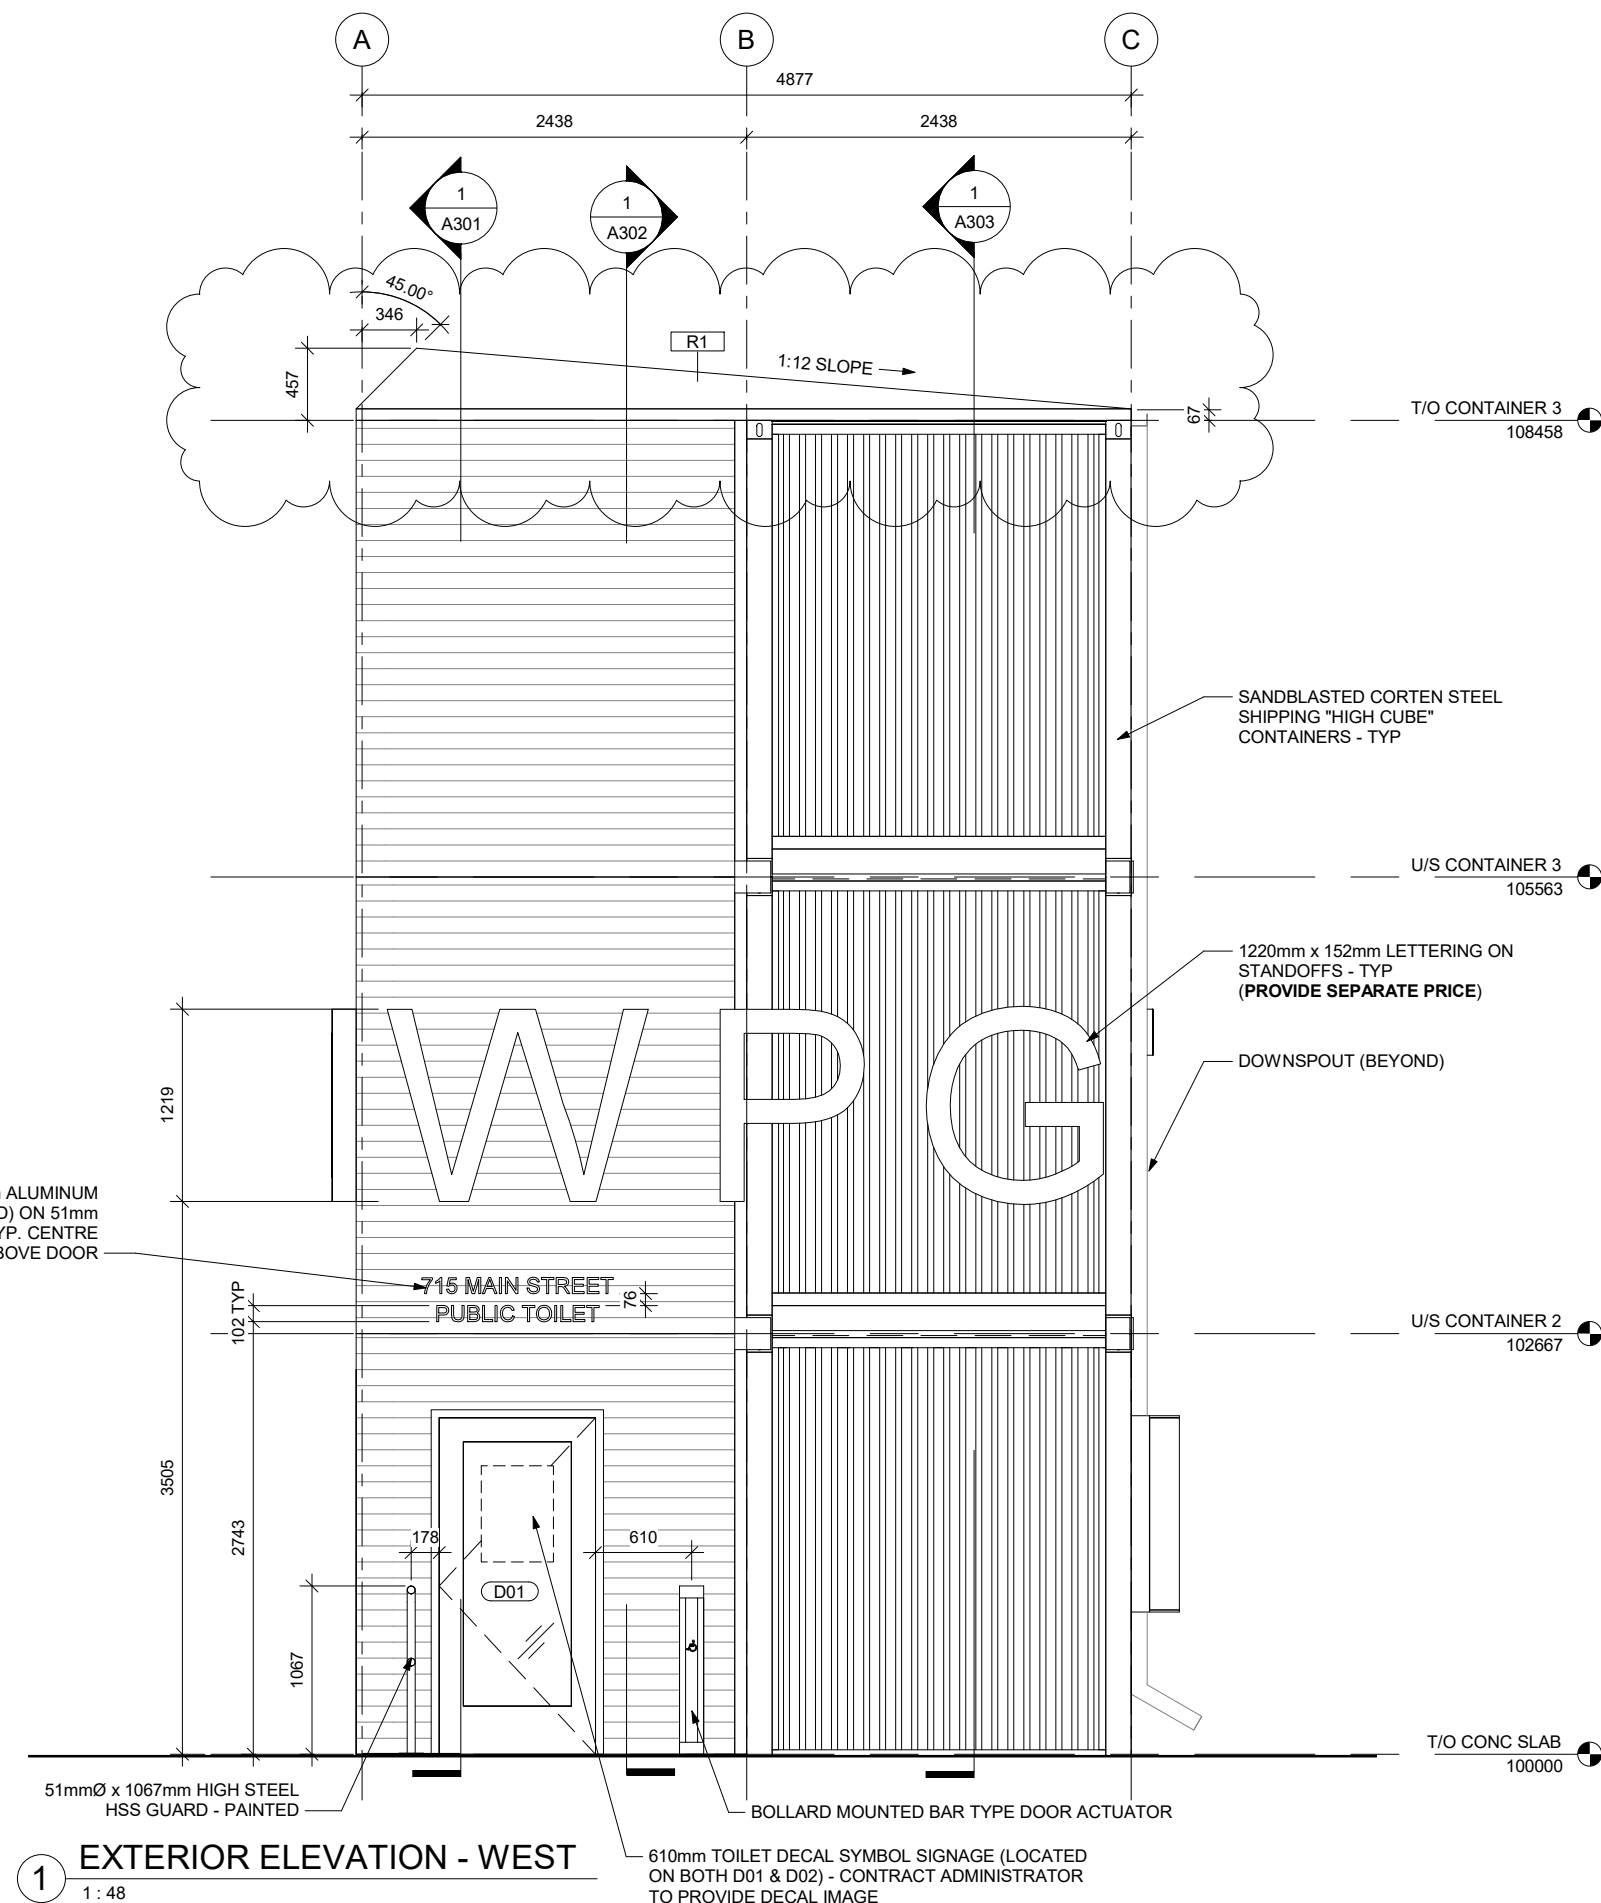 A
B
C
4877
2438
2438
1
A301
1
A302
1
A303
45.00°
346
R1
1:12 SLOPE
457
67
T/O CONTAINER 3
108458
SANDBLASTED CORTEN STEEL
SHIPPING "HIGH CUBE"
CONTAINERS - TYP
U/S CONTAINER 3
105563
1220mm x 152mm LETTERING ON
STANDOFFS - TYP
(PROVIDE SEPARATE PRICE)
DOWNSPOUT (BEYOND)
WPG
1219
ALUMINUM
ON 51mm
CENTRE
DOOR
715 MAIN STREET
PUBLIC TOILET
76
102 TYP
U/S CONTAINER 2
102667
3505
2743
178
610
D01
1067
T/O CONC SLAB
100000
51mmØ x 1067mm HIGH STEEL
HSS GUARD - PAINTED
BOLLARD MOUNTED BAR TYPE DOOR ACTUATOR
610mm TOILET DECAL SYMBOL SIGNAGE (LOCATED
ON BOTH D01 & D02) - CONTRACT ADMINISTRATOR
TO PROVIDE DECAL IMAGE
1
EXTERIOR ELEVATION - WEST
1 : 48